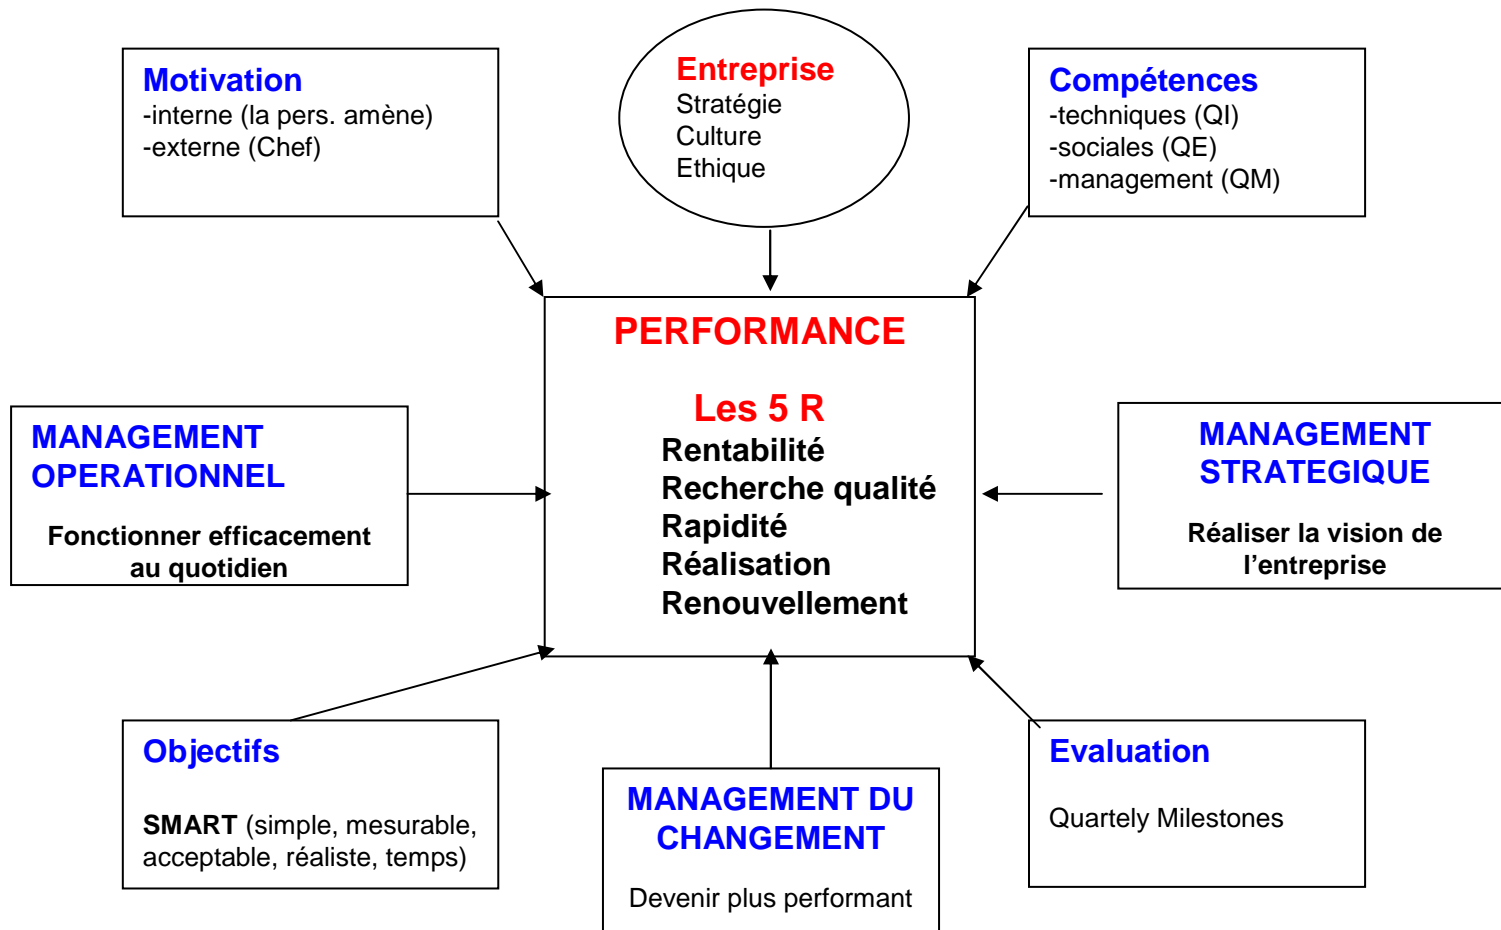 Motivation
-interne (la pers. amène)
-externe (Chef)
Entreprise
Stratégie
Culture
Ethique
Compétences
-techniques (QI)
-sociales (QE)
-management (QM)
PERFORMANCE
Les 5 R
Rentabilité
Recherche qualité
Rapidité
Réalisation
Renouvellement
MANAGEMENT
OPERATIONNEL
Fonctionner efficacement
au quotidien
MANAGEMENT
STRATEGIQUE
Réaliser la vision de
l’entreprise
Objectifs
SMART (simple, mesurable,
acceptable, réaliste, temps)
MANAGEMENT DU
CHANGEMENT
Devenir plus performant
Evaluation
Quartely Milestones